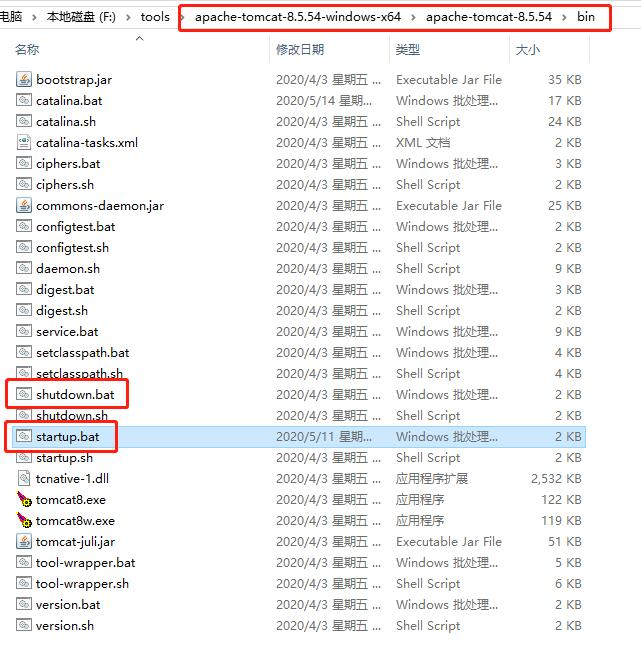 电脑 › 本地磁盘 (F:) › tools › apache-tomcat-8.5.54-windows-x64 › apache-tomcat-8.5.54 › bin
名称 修改日期 类型 大小
bootstrap.jar 2020/4/3 星期五 ... Executable Jar File 35 KB
catalina.bat 2020/5/14 星期... Windows 批处理... 17 KB
catalina.sh 2020/4/3 星期五 ... Shell Script 24 KB
catalina-tasks.xml 2020/4/3 星期五 ... XML 文档 2 KB
ciphers.bat 2020/4/3 星期五 ... Windows 批处理... 3 KB
ciphers.sh 2020/4/3 星期五 ... Shell Script 2 KB
commons-daemon.jar 2020/4/3 星期五 ... Executable Jar File 25 KB
configtest.bat 2020/4/3 星期五 ... Windows 批处理... 2 KB
configtest.sh 2020/4/3 星期五 ... Shell Script 2 KB
daemon.sh 2020/4/3 星期五 ... Shell Script 9 KB
digest.bat 2020/4/3 星期五 ... Windows 批处理... 3 KB
digest.sh 2020/4/3 星期五 ... Shell Script 2 KB
service.bat 2020/4/3 星期五 ... Windows 批处理... 9 KB
setclasspath.bat 2020/4/3 星期五 ... Windows 批处理... 4 KB
setclasspath.sh 2020/4/3 星期五 ... Shell Script 4 KB
shutdown.bat 2020/4/3 星期五 ... Windows 批处理... 2 KB
shutdown.sh 2020/4/3 星期五 ... Shell Script 2 KB
startup.bat 2020/5/11 星期... Windows 批处理... 2 KB
startup.sh 2020/4/3 星期五 ... Shell Script 2 KB
tcnative-1.dll 2020/4/3 星期五 ... 应用程序扩展 2,532 KB
tomcat8.exe 2020/4/3 星期五 ... 应用程序 122 KB
tomcat8w.exe 2020/4/3 星期五 ... 应用程序 119 KB
tomcat-juli.jar 2020/4/3 星期五 ... Executable Jar File 51 KB
tool-wrapper.bat 2020/4/3 星期五 ... Windows 批处理... 5 KB
tool-wrapper.sh 2020/4/3 星期五 ... Shell Script 6 KB
version.bat 2020/4/3 星期五 ... Windows 批处理... 2 KB
version.sh 2020/4/3 星期五 ... Shell Script 2 KB